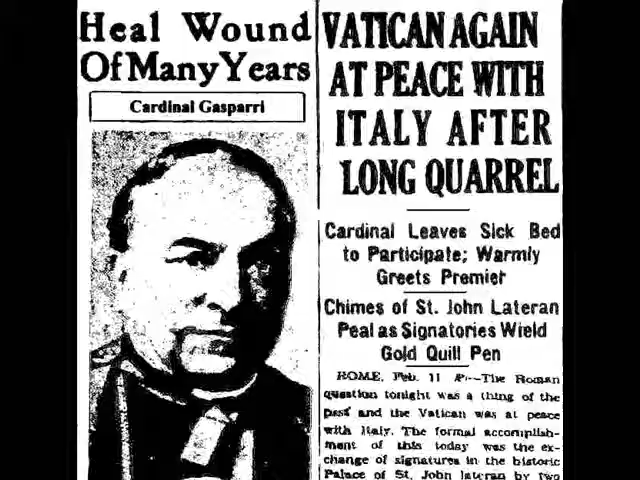 Heal Wound
Of Many Years
Cardinal Gasparri
VATICAN AGAIN
AT PEACE WITH
ITALY AFTER
LONG QUARREL
Cardinal Leaves Sick Bed
to Participate; Warmly
Greets Premier
Chimes of St. John Lateran
Peal as Signatories Wield
Gold Quill Pen
ROME, Feb. 11 P.—The Roman
question tonight was a thing of the
past and the Vatican was at peace
with Italy. The formal accomplish-
ment of this today was the ex-
change of signatures in the historic
Palace of St. John lateran by two